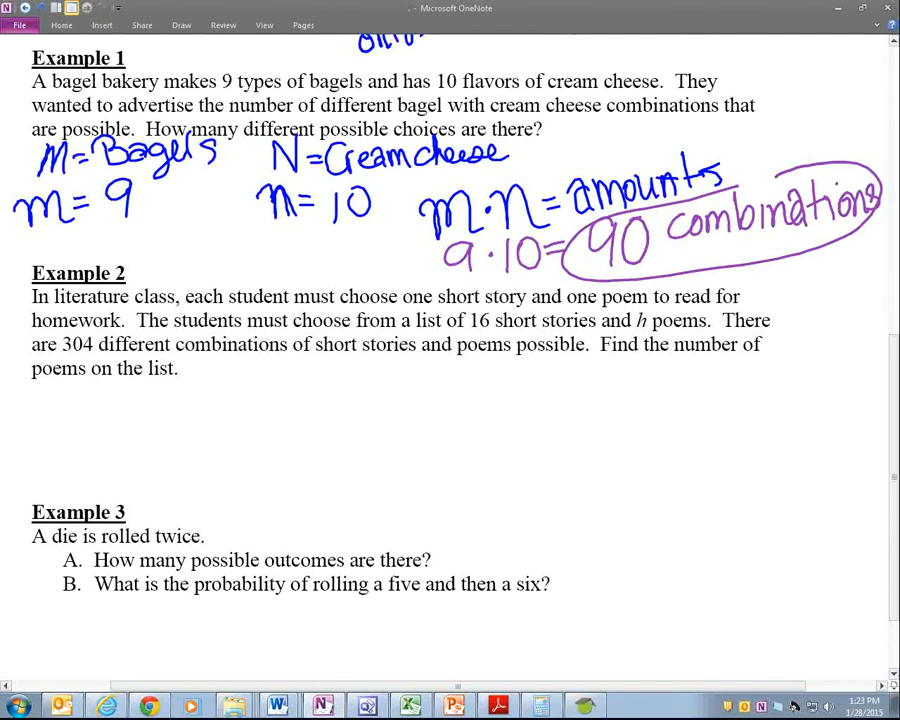 - Microsoft OneNote
File Home Insert Share Draw Review View Pages
Example 1
A bagel bakery makes 9 types of bagels and has 10 flavors of cream cheese. They
wanted to advertise the number of different bagel with cream cheese combinations that
are possible. How many different possible choices are there?
M=Bagels N=Creamcheese
m=9 n=10 m·n=amounts
9·10=90 combinations
Example 2
In literature class, each student must choose one short story and one poem to read for
homework. The students must choose from a list of 16 short stories and h poems. There
are 304 different combinations of short stories and poems possible. Find the number of
poems on the list.
Example 3
A die is rolled twice.
A. How many possible outcomes are there?
B. What is the probability of rolling a five and then a six?
1:23 PM
1/28/2015